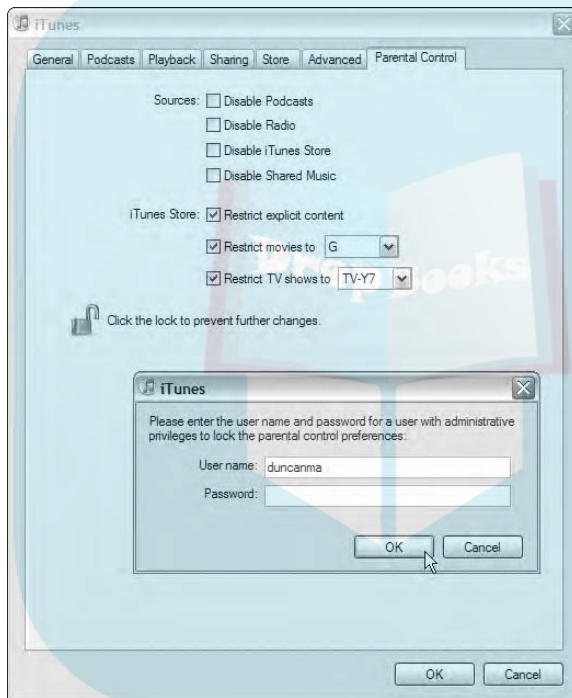 iTunes
General Podcasts Playback Sharing Store Advanced Parental Control
Sources: Disable Podcasts
Disable Radio
Disable iTunes Store
Disable Shared Music
iTunes Store: Restrict explicit content
Restrict movies to G
Restrict TV shows to TV-Y7
Click the lock to prevent further changes.
Drop Books
iTunes
Please enter the user name and password for a user with administrative
privileges to lock the parental control preferences:
User name: duncanma
Password:
OK Cancel
OK Cancel